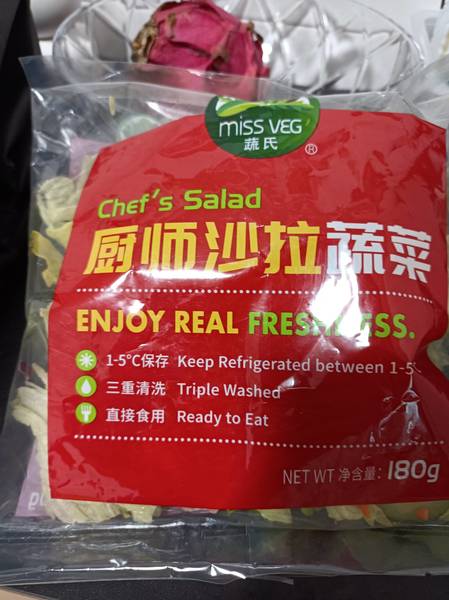 miss VEG
蔬氏
®
Chef's Salad
厨师沙拉蔬菜
ENJOY REAL FRESHNESS.
1-5°C保存 Keep Refrigerated between 1-5
三重清洗 Triple Washed
直接食用 Ready to Eat
NET WT 净含量: 180g